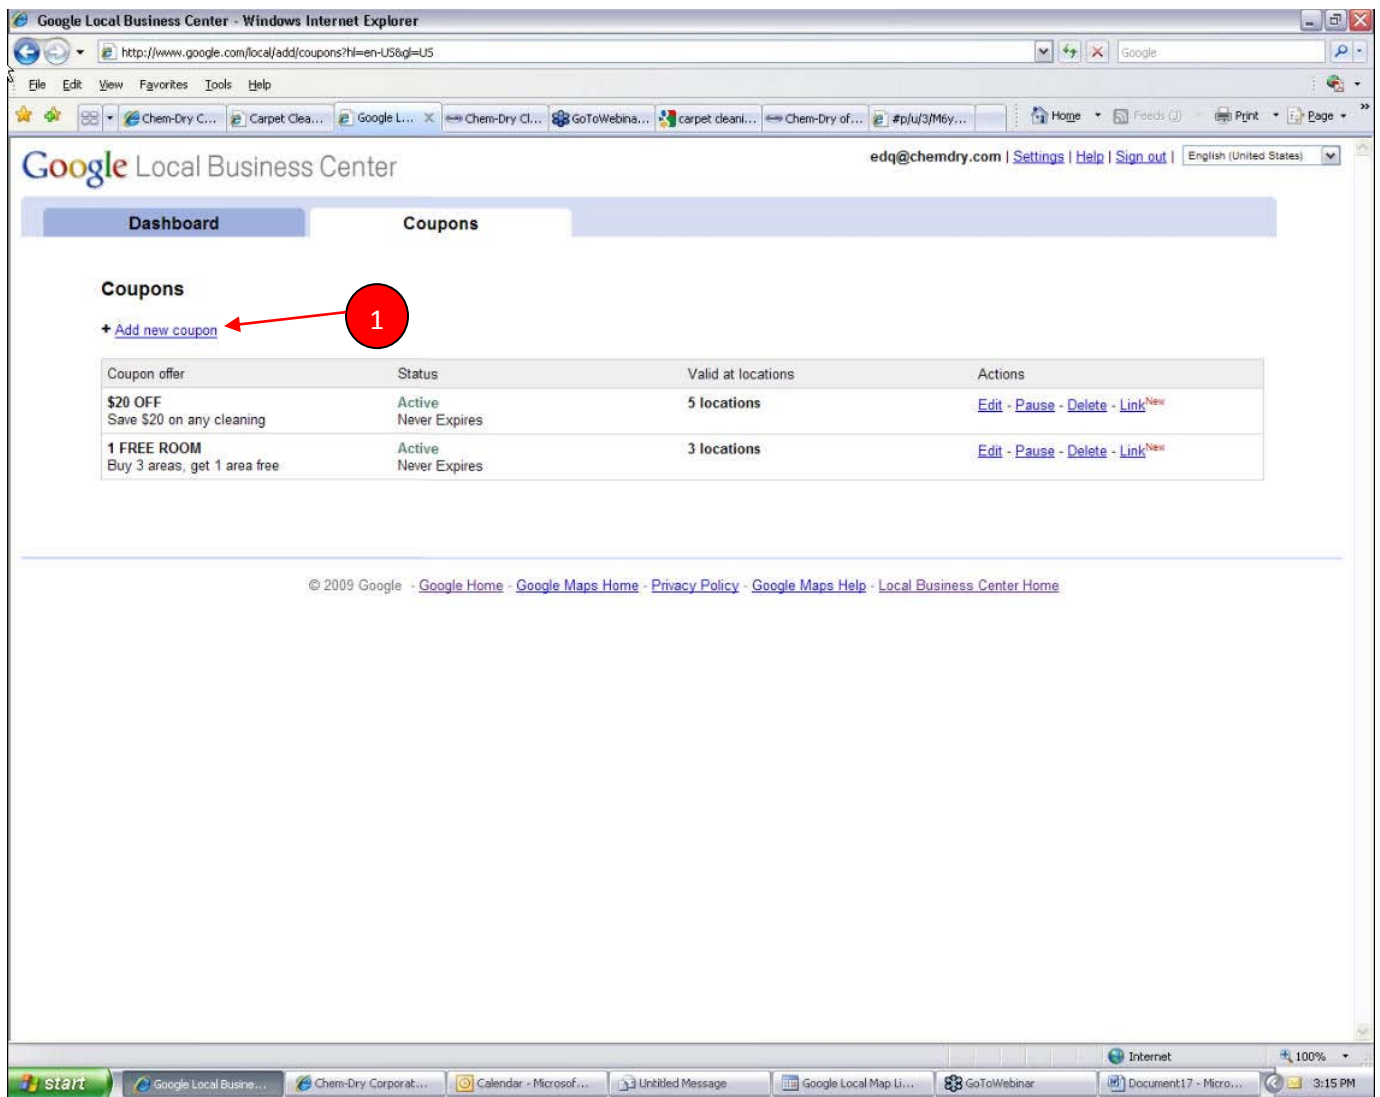 Google Local Business Center - Windows Internet Explorer
http://www.google.com/local/add/coupons?hl=en-US&gl=US
Google
File Edit View Favorites Tools Help
Chem-Dry C... Carpet Clea... Google L... Chem-Dry Cl... GoToWebina... carpet cleani... Chem-Dry of... #p/u/3/M6y... Home Feeds (J) Print Page »
Google Local Business Center
edq@chemdry.com | Settings | Help | Sign out | English (United States)
Dashboard Coupons
Coupons
+ Add new coupon
1
Coupon offer Status Valid at locations Actions
$20 OFF Active 5 locations Edit - Pause - Delete - Link New
Save $20 on any cleaning Never Expires
1 FREE ROOM Active 3 locations Edit - Pause - Delete - Link New
Buy 3 areas, get 1 area free Never Expires
© 2009 Google - Google Home - Google Maps Home - Privacy Policy - Google Maps Help - Local Business Center Home
Internet 100%
start Google Local Busine... Chem-Dry Corporat... Calendar - Microsof... Untitled Message Google Local Map Li... GoToWebinar Document17 - Micro... 3:15 PM